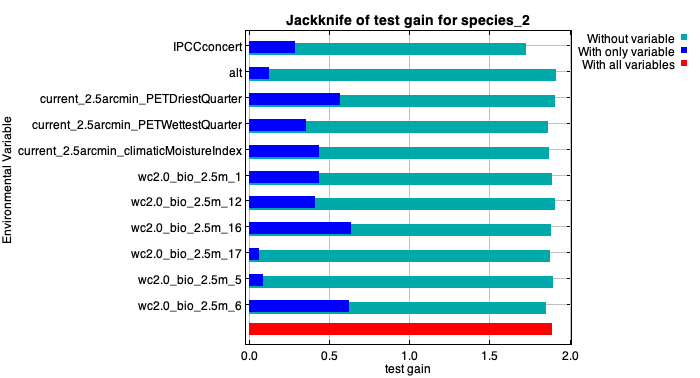 Jackknife of test gain for species_2
Without variable
With only variable
With all variables
IPCCconcert
alt
current_2.5arcmin_PETDriestQuarter
current_2.5arcmin_PETWettestQuarter
current_2.5arcmin_climaticMoistureIndex
wc2.0_bio_2.5m_1
wc2.0_bio_2.5m_12
wc2.0_bio_2.5m_16
wc2.0_bio_2.5m_17
wc2.0_bio_2.5m_5
wc2.0_bio_2.5m_6
Environmental Variable
0.0 0.5 1.0 1.5 2.0
test gain